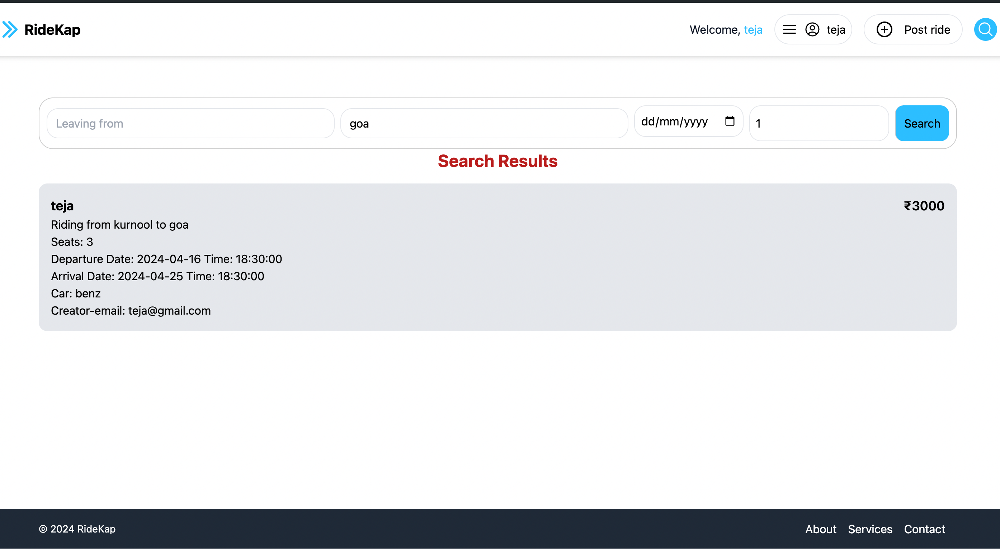 RideKap
Welcome, teja
teja
Post ride
Leaving from
goa
dd/mm/yyyy
1
Search
Search Results
teja
₹3000
Riding from kurnool to goa
Seats: 3
Departure Date: 2024-04-16 Time: 18:30:00
Arrival Date: 2024-04-25 Time: 18:30:00
Car: benz
Creator-email: teja@gmail.com
© 2024 RideKap
About
Services
Contact